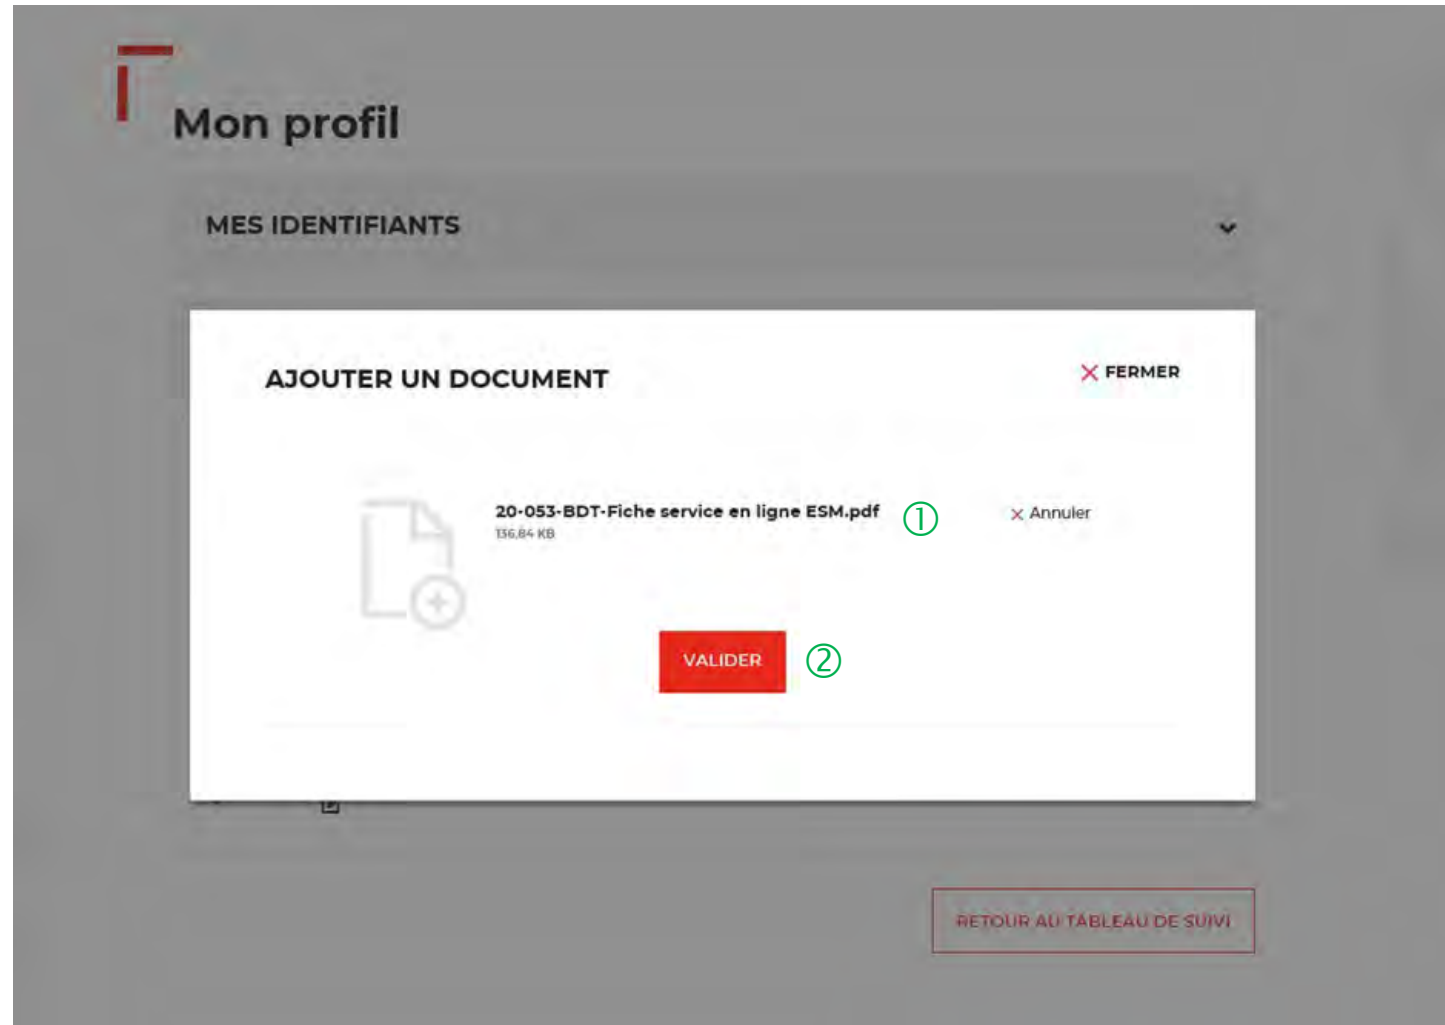 Mon profil
MES IDENTIFIANTS
AJOUTER UN DOCUMENT
× FERMER
20-053-BDT-Fiche service en ligne ESM.pdf ① × Annuler
136,84 KB
VALIDER ②
RETOUR AU TABLEAU DE SUIVI